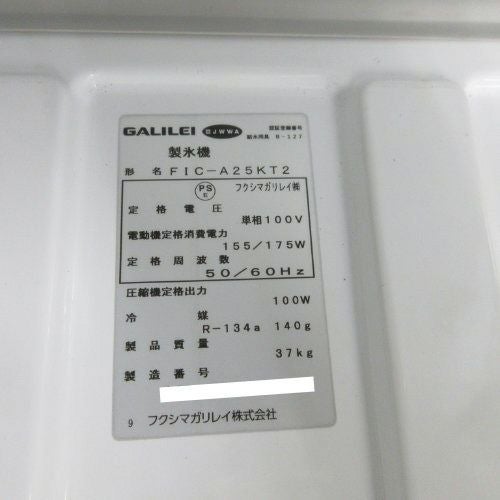 GALILEI JWWA 認証登録番号
給水用具 B-127
製氷機
形名 FIC-A25KT2
PS E フクシマガリレイ㈱
定格電圧 単相100V
電動機定格消費電力
155/175W
定格周波数
50/60Hz
圧縮機定格出力
100W
冷媒
R-134a 140g
製品質量
37kg
製造番号
9 フクシマガリレイ株式会社